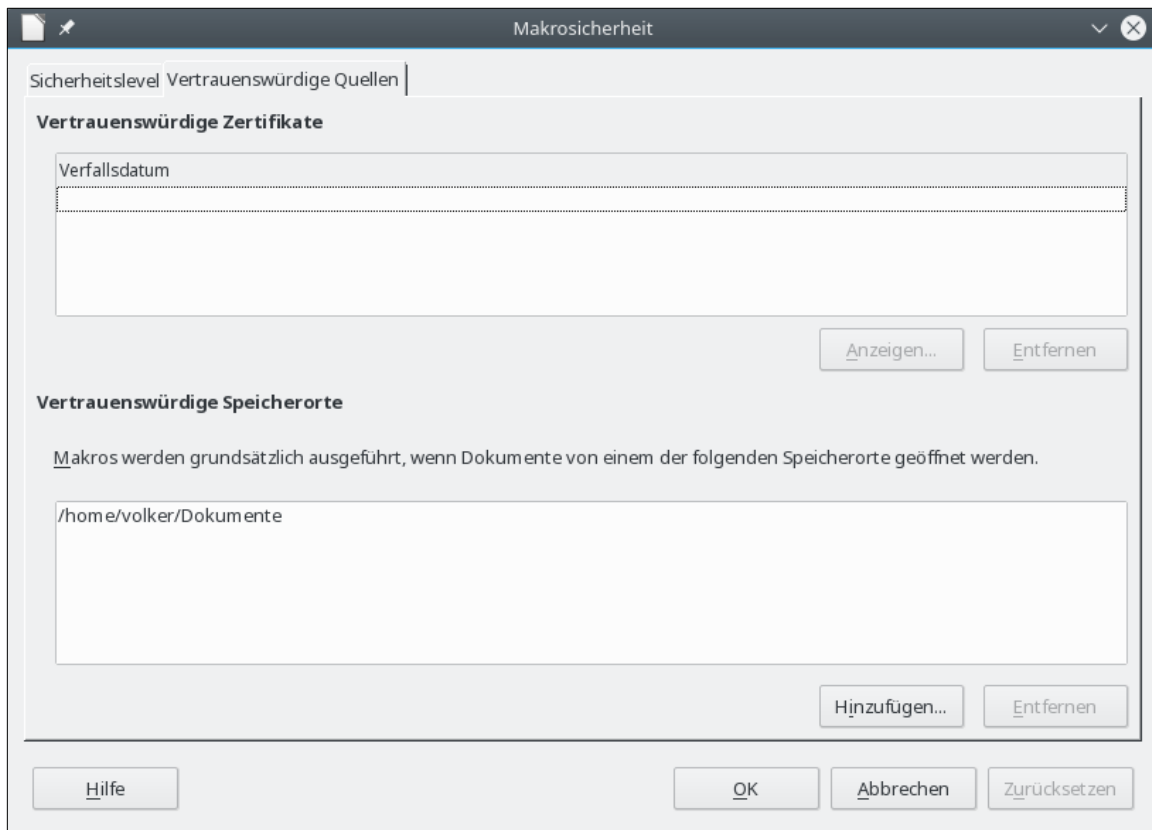 Makrosicherheit
Sicherheitslevel Vertrauenswürdige Quellen
Vertrauenswürdige Zertifikate
Verfallsdatum
Anzeigen... Entfernen
Vertrauenswürdige Speicherorte
Makros werden grundsätzlich ausgeführt, wenn Dokumente von einem der folgenden Speicherorte geöffnet werden.
/home/volker/Dokumente
Hinzufügen... Entfernen
Hilfe OK Abbrechen Zurücksetzen